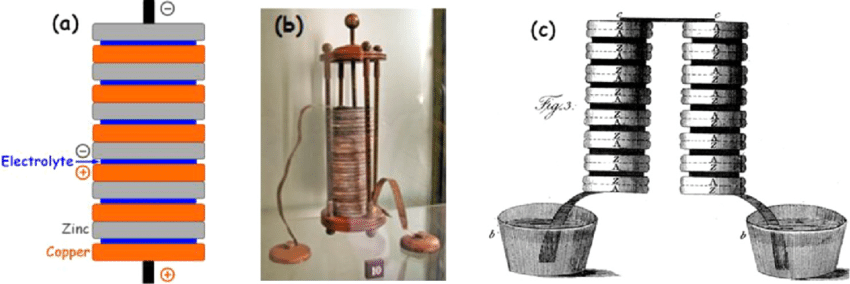 (a)
⊖
⊖
Electrolyte
⊕
Zinc
Copper
⊕
(b)
10
(c)
Fig. 3.
c c
Z A
A Z
Z A
A Z
Z A
A Z
Z A
A Z
Z A
A Z
Z A
A Z
Z A
A Z
Z A
A Z
b b